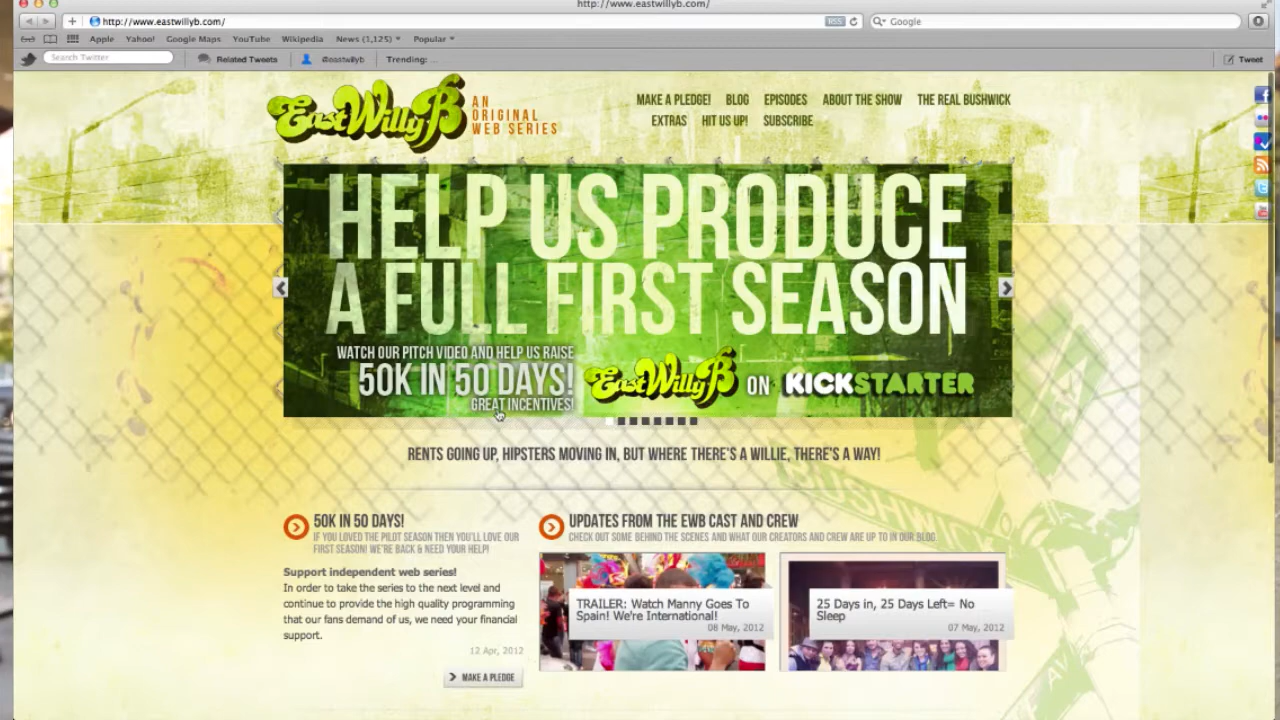 http://www.eastwillyb.com/
http://www.eastwillyb.com/
RSS
Google
Apple
Yahoo!
Google Maps
YouTube
Wikipedia
News (1,125)
Popular
Search Twitter
Related Tweets
@eastwillyb
Trending: ...
Tweet
East Willy B
AN
ORIGINAL
WEB SERIES
MAKE A PLEDGE!
BLOG
EPISODES
ABOUT THE SHOW
THE REAL BUSHWICK
EXTRAS
HIT US UP!
SUBSCRIBE
HELP US PRODUCE
A FULL FIRST SEASON
WATCH OUR PITCH VIDEO AND HELP US RAISE
50K IN 50 DAYS!
GREAT INCENTIVES!
East Willy B ON KICKSTARTER
RENTS GOING UP, HIPSTERS MOVING IN, BUT WHERE THERE'S A WILLIE, THERE'S A WAY!
50K IN 50 DAYS!
IF YOU LOVED THE PILOT SEASON THEN YOU'LL LOVE OUR
FIRST SEASON! WE'RE BACK & NEED YOUR HELP!
Support independent web series!
In order to take the series to the next level and
continue to provide the high quality programming
that our fans demand of us, we need your financial
support.
12 Apr, 2012
MAKE A PLEDGE
UPDATES FROM THE EWB CAST AND CREW
CHECK OUT SOME BEHIND THE SCENES AND WHAT OUR CREATORS AND CREW ARE UP TO IN OUR BLOG.
TRAILER: Watch Manny Goes To
Spain! We're International!
08 May, 2012
25 Days in, 25 Days Left= No
Sleep
07 May, 2012
BUSHWICK
AV